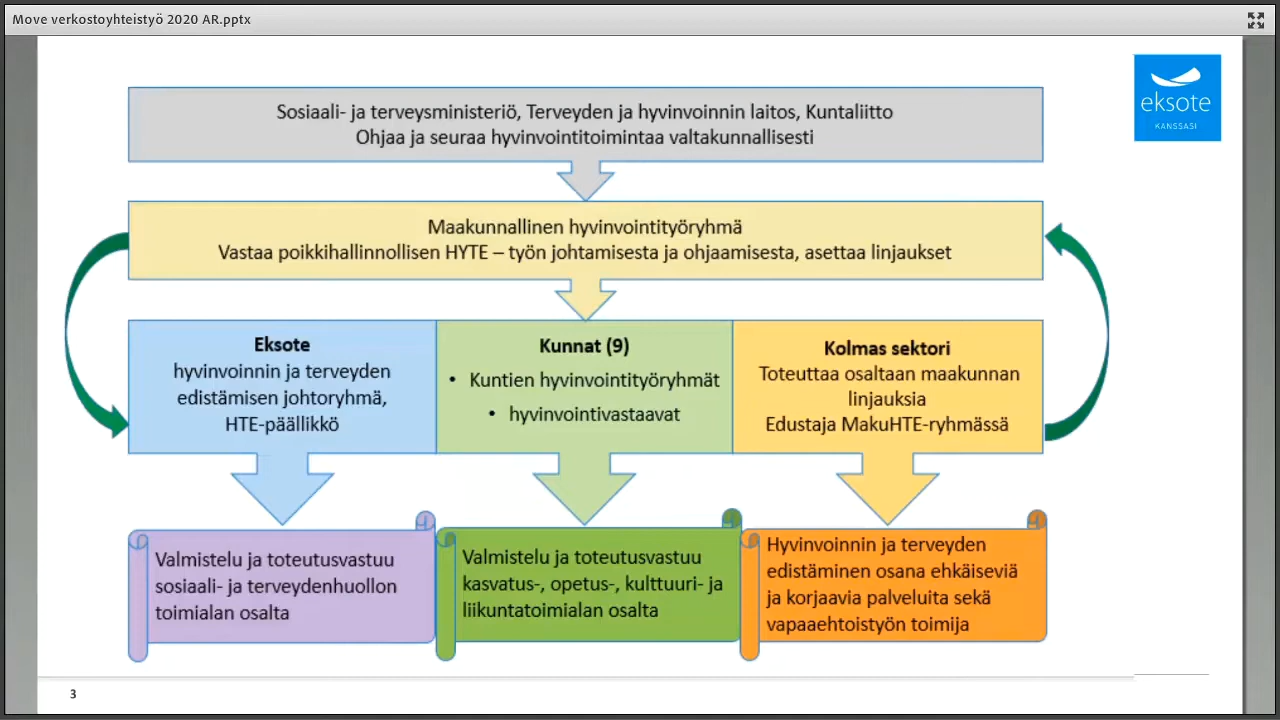 Move verkostoyhteistyö 2020 AR.pptx
eksote
KANSSASI
Sosiaali- ja terveysministeriö, Terveyden ja hyvinvoinnin laitos, Kuntaliitto
Ohjaa ja seuraa hyvinvointitoimintaa valtakunnallisesti
Maakunnallinen hyvinvointityöryhmä
Vastaa poikkihallinnollisen HYTE – työn johtamisesta ja ohjaamisesta, asettaa linjaukset
Eksote
hyvinvoinnin ja terveyden
edistämisen johtoryhmä,
HTE-päällikkö
Kunnat (9)
• Kuntien hyvinvointityöryhmät
• hyvinvointivastaavat
Kolmas sektori
Toteuttaa osaltaan maakunnan
linjauksia
Edustaja MakuHTE-ryhmässä
Valmistelu ja toteutusvastuu
sosiaali- ja terveydenhuollon
toimialan osalta
Valmistelu ja toteutusvastuu
kasvatus-, opetus-, kulttuuri- ja
liikuntatoimialan osalta
Hyvinvoinnin ja terveyden
edistäminen osana ehkäiseviä
ja korjaavia palveluita sekä
vapaaehtoistyön toimija
3